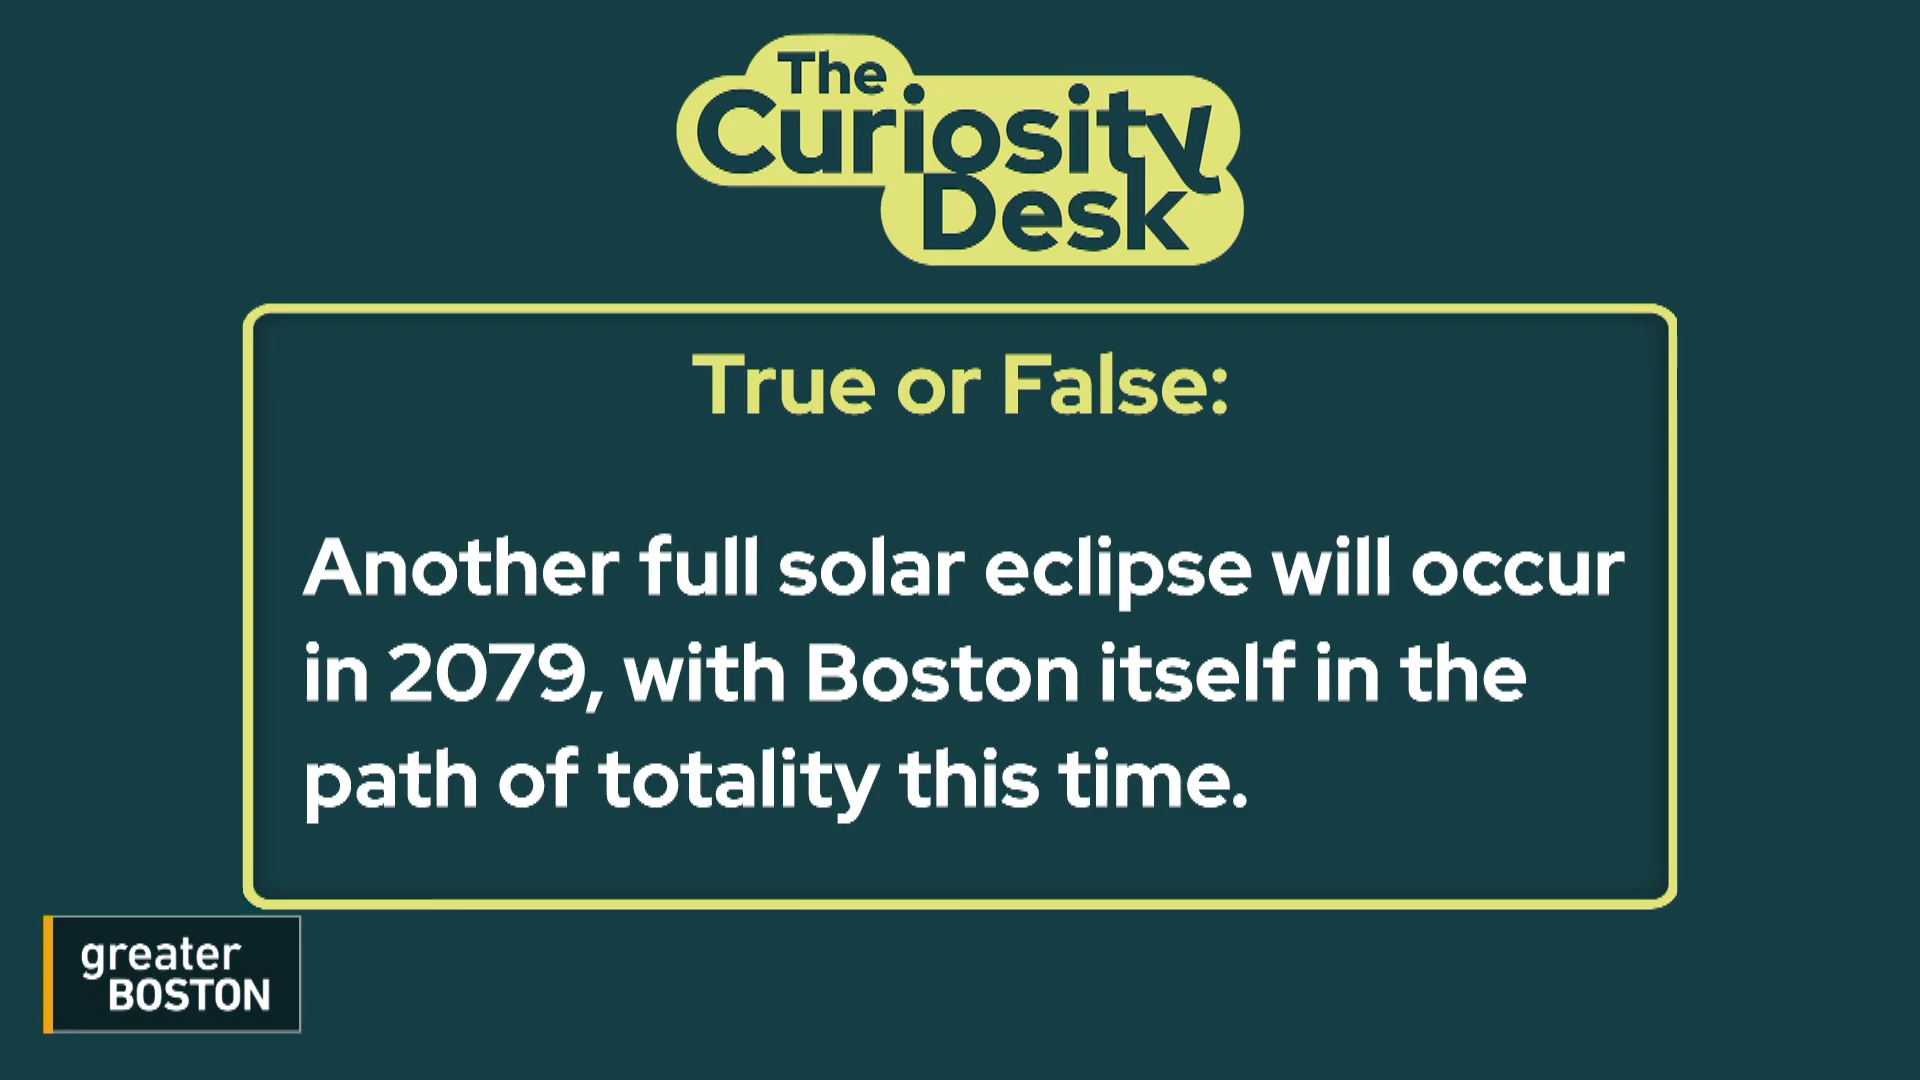 The
Curiosity
Desk
True or False:
Another full solar eclipse will occur
in 2079, with Boston itself in the
path of totality this time.
greater
BOSTON